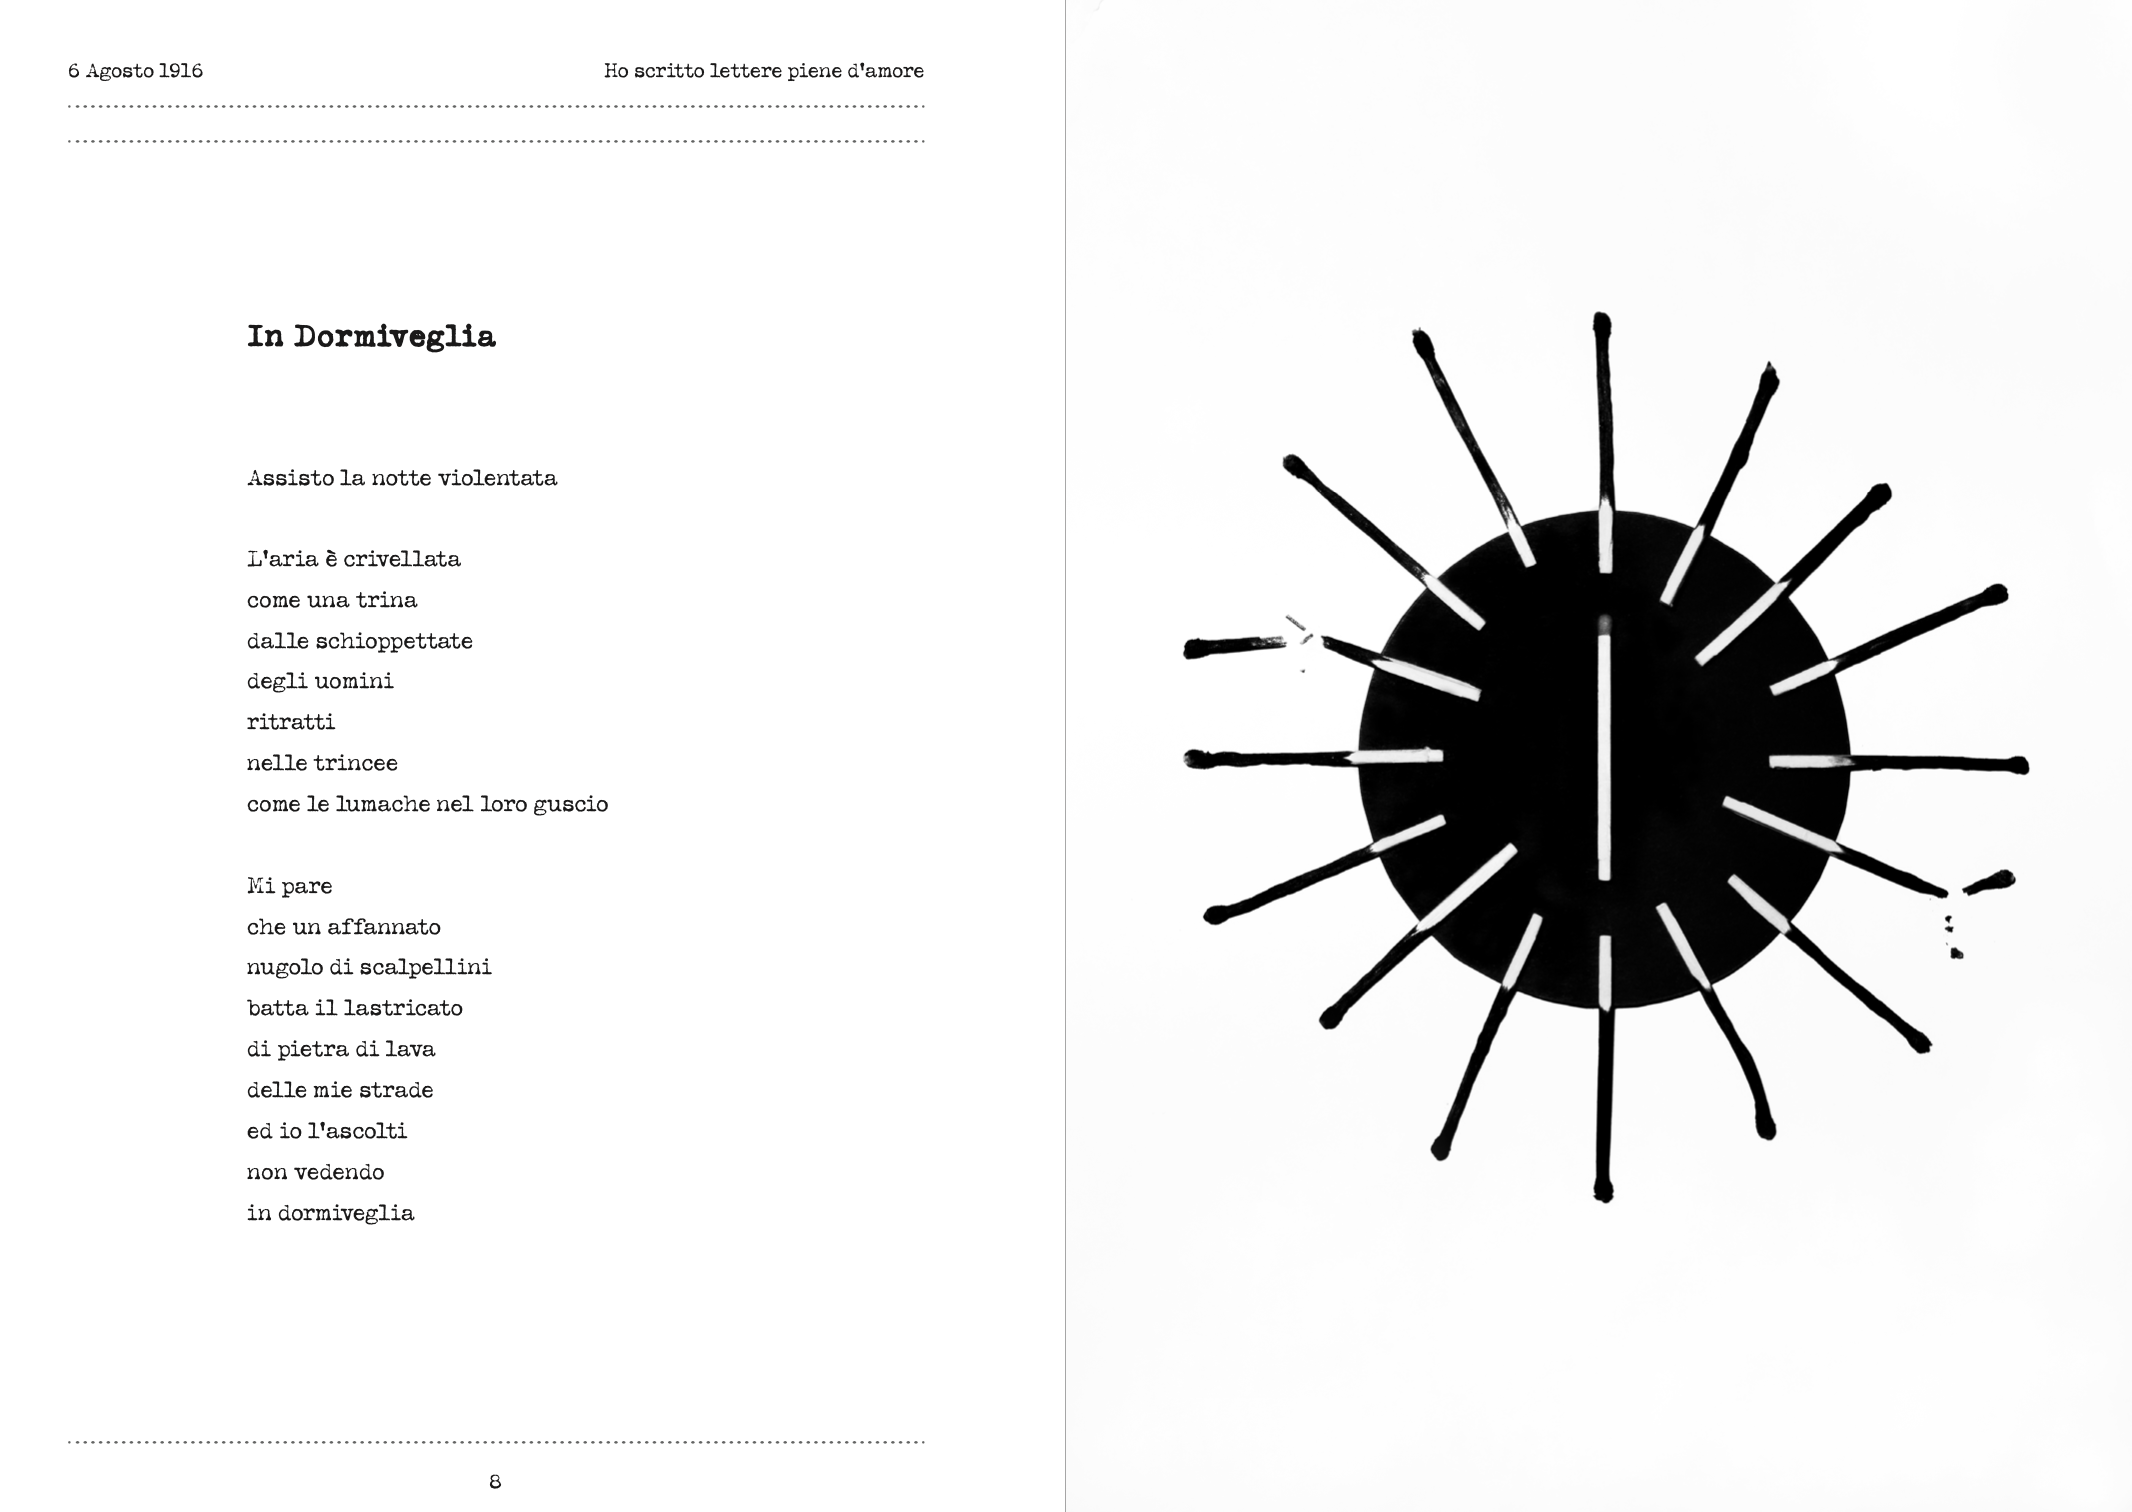 6 Agosto 1916
Ho scritto lettere piene d'amore
In Dormiveglia
Assisto la notte violentata
L'aria è crivellata
come una trina
dalle schioppettate
degli uomini
ritratti
nelle trincee
come le lumache nel loro guscio
Mi pare
che un affannato
nugolo di scalpellini
batta il lastricato
di pietra di lava
delle mie strade
ed io l'ascolti
non vedendo
in dormiveglia
8